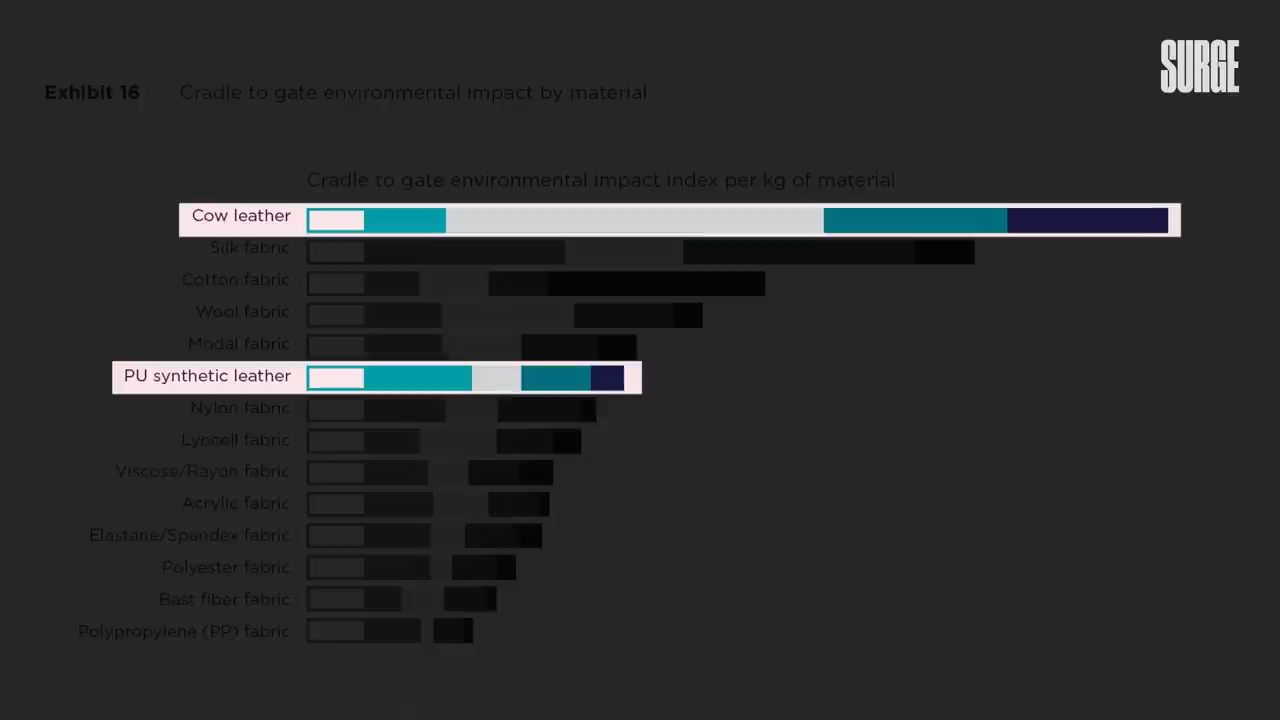 SURGE
Exhibit 16 Cradle to gate environmental impact by material
Cradle to gate environmental impact index per kg of material
Cow leather
Silk fabric
Cotton fabric
Wool fabric
Modal fabric
PU synthetic leather
Nylon fabric
Lyocell fabric
Viscose/Rayon fabric
Acrylic fabric
Elastane/Spandex fabric
Polyester fabric
Bast fiber fabric
Polypropylene (PP) fabric